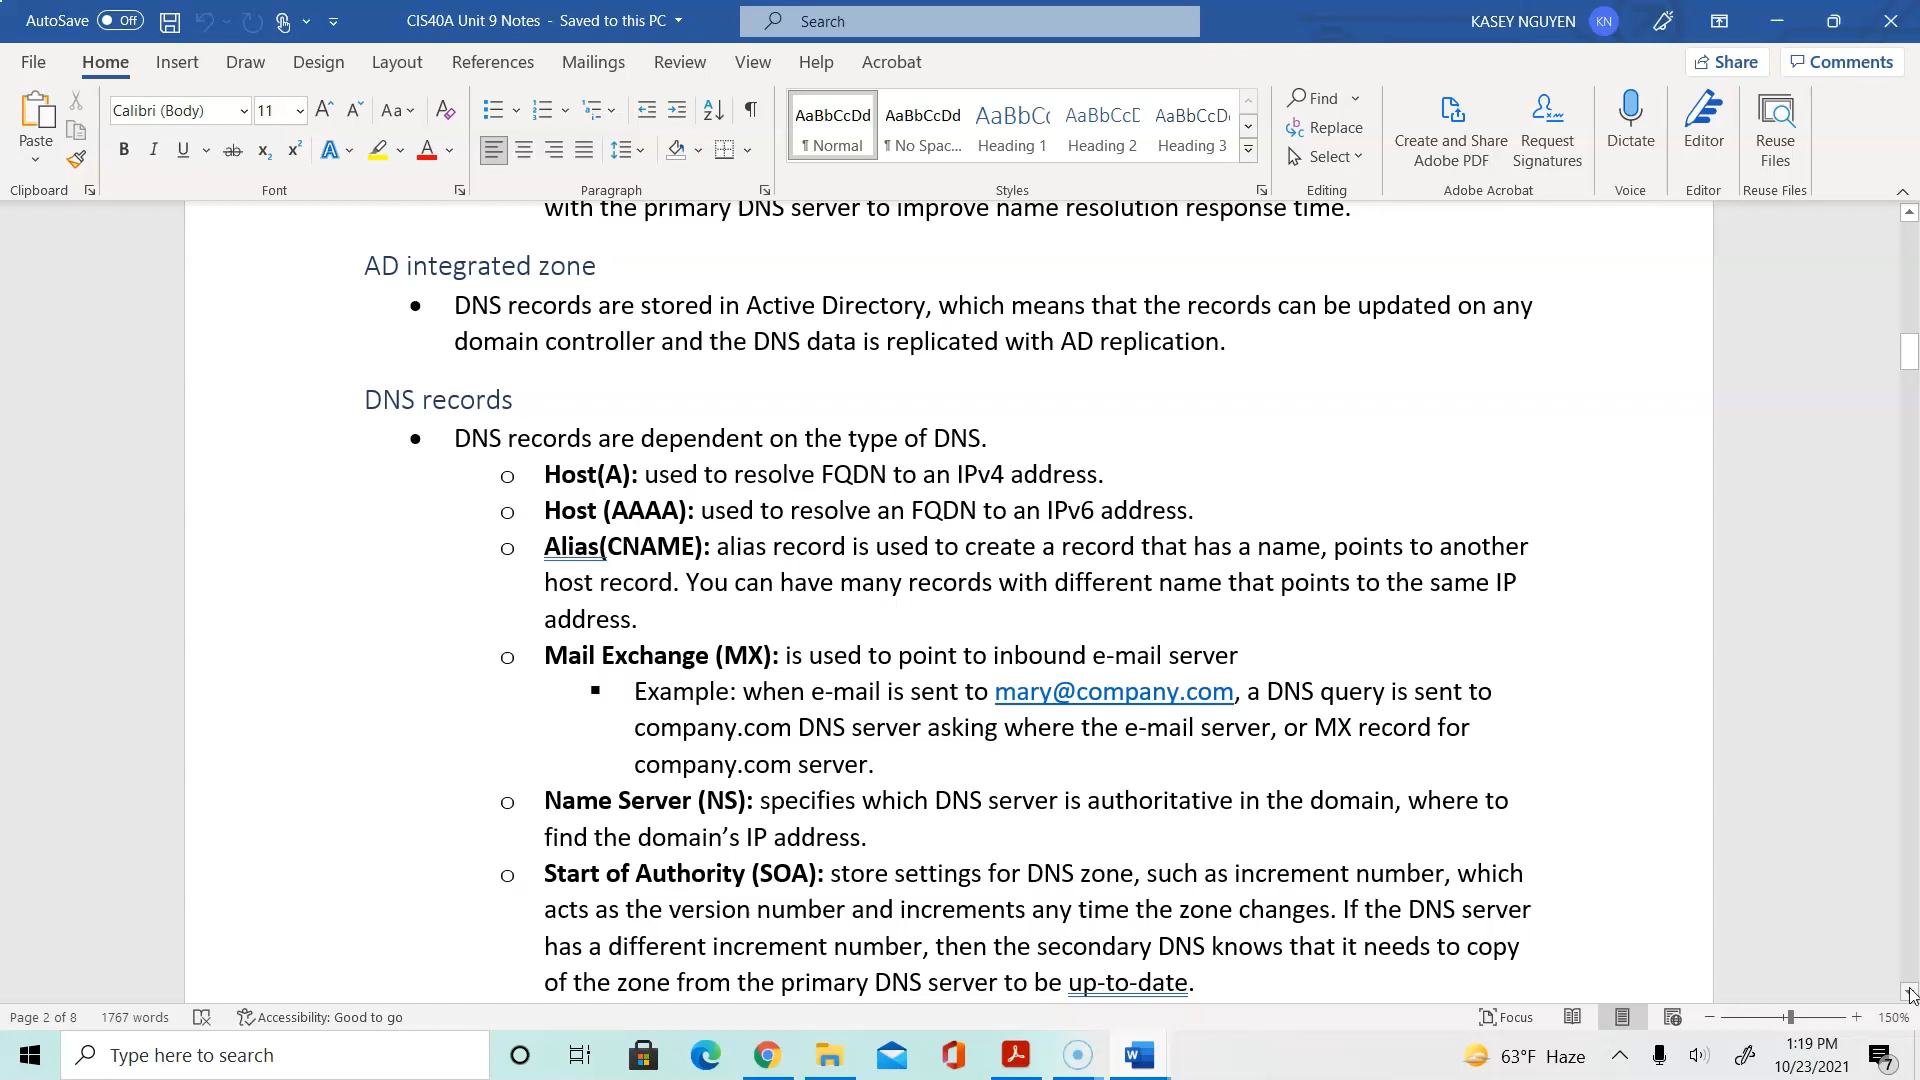 AutoSave Off CIS40A Unit 9 Notes - Saved to this PC Search KASEY NGUYEN KN
File Home Insert Draw Design Layout References Mailings Review View Help Acrobat Share Comments
Paste Calibri (Body) 11 Aa
AaBbCcDd AaBbCcDd AaBbCc AaBbCcD AaBbCcD
¶ Normal ¶ No Spac... Heading 1 Heading 2 Heading 3
Find
Replace
Select
Create and Share Adobe PDF
Request Signatures
Dictate
Editor
Reuse Files
Clipboard Font Paragraph Styles Editing Adobe Acrobat Voice Editor Reuse Files
with the primary DNS server to improve name resolution response time.
AD integrated zone
• DNS records are stored in Active Directory, which means that the records can be updated on any
domain controller and the DNS data is replicated with AD replication.
DNS records
• DNS records are dependent on the type of DNS.
o Host(A): used to resolve FQDN to an IPv4 address.
o Host (AAAA): used to resolve an FQDN to an IPv6 address.
o Alias(CNAME): alias record is used to create a record that has a name, points to another
host record. You can have many records with different name that points to the same IP
address.
o Mail Exchange (MX): is used to point to inbound e-mail server
▪ Example: when e-mail is sent to mary@company.com, a DNS query is sent to
company.com DNS server asking where the e-mail server, or MX record for
company.com server.
o Name Server (NS): specifies which DNS server is authoritative in the domain, where to
find the domain’s IP address.
o Start of Authority (SOA): store settings for DNS zone, such as increment number, which
acts as the version number and increments any time the zone changes. If the DNS server
has a different increment number, then the secondary DNS knows that it needs to copy
of the zone from the primary DNS server to be up-to-date.
Page 2 of 8 1767 words Accessibility: Good to go Focus 150%
Type here to search 63°F Haze 1:19 PM
10/23/2021 7